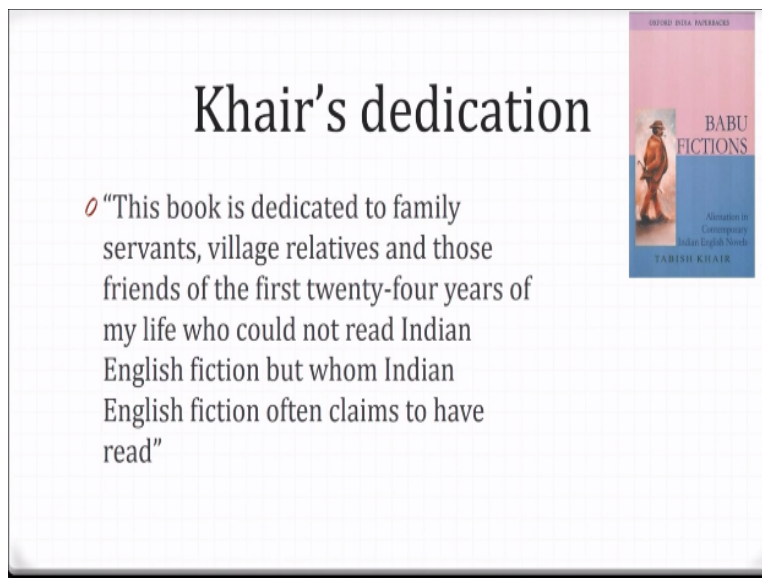 OXFORD INDIA PAPERBACKS
Khair's dedication
BABU
FICTIONS
"This book is dedicated to family
servants, village relatives and those
friends of the first twenty-four years of
my life who could not read Indian
English fiction but whom Indian
English fiction often claims to have
read"
Alienation in
Contemporary
Indian English Novels
TABISH KHAIR